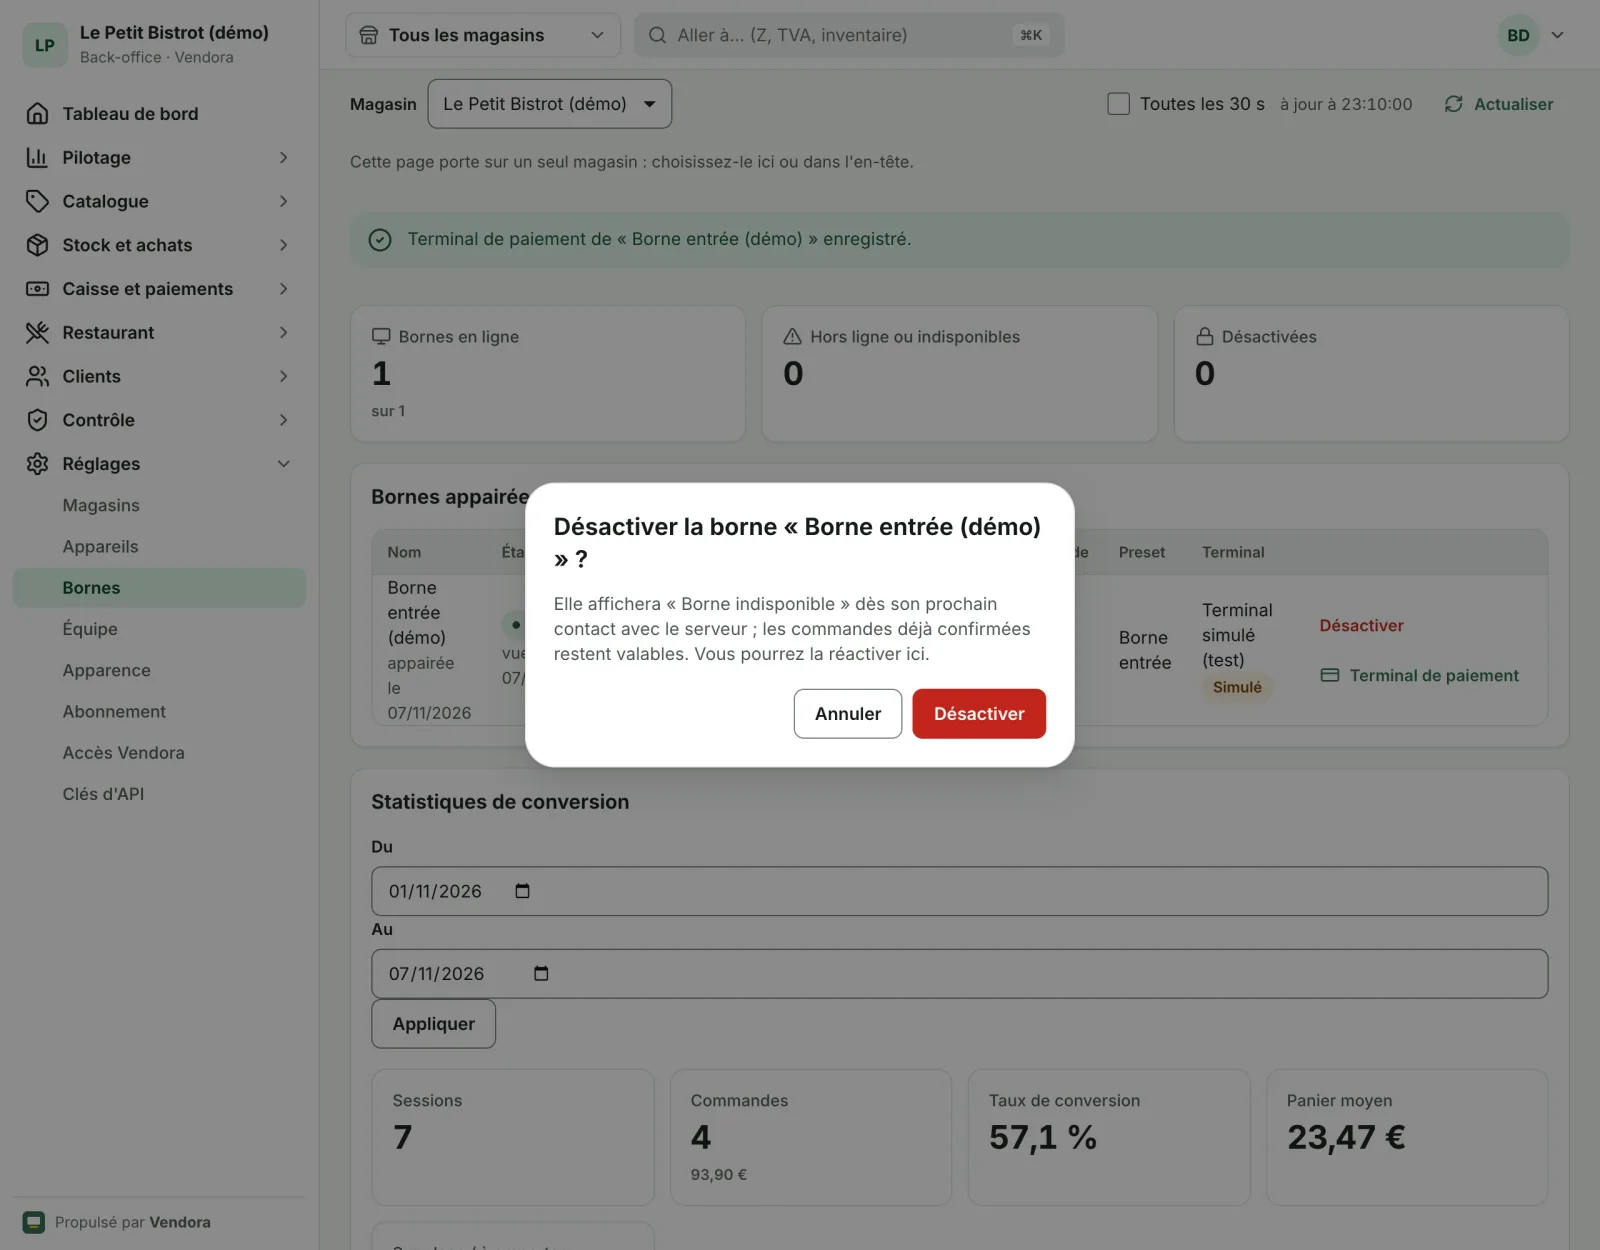 LP
Le Petit Bistrot (démo)
Back-office · Vendora
Tous les magasins
Aller à... (Z, TVA, inventaire)
⌘K
BD
Tableau de bord
Pilotage
Catalogue
Stock et achats
Caisse et paiements
Restaurant
Clients
Contrôle
Réglages
Magasins
Appareils
Bornes
Équipe
Apparence
Abonnement
Accès Vendora
Clés d'API
Propulsé par Vendora
Magasin
Le Petit Bistrot (démo)
Toutes les 30 s
à jour à 23:10:00
Actualiser
Cette page porte sur un seul magasin : choisissez-le ici ou dans l'en-tête.
Terminal de paiement de « Borne entrée (démo) » enregistré.
Bornes en ligne
1
sur 1
Hors ligne ou indisponibles
0
Désactivées
0
Bornes appairée
Nom
Preset
Terminal
Borne
entrée
(démo)
appairée
le
07/11/2026
vue
07/
Borne
entrée
Terminal
simulé
(test)
Simulé
Désactiver
Terminal de paiement
Désactiver la borne « Borne entrée (démo)
» ?
Elle affichera « Borne indisponible » dès son prochain
contact avec le serveur ; les commandes déjà confirmées
restent valables. Vous pourrez la réactiver ici.
Annuler
Désactiver
Statistiques de conversion
Du
01/11/2026
Au
07/11/2026
Appliquer
Sessions
7
Commandes
4
93,90 €
Taux de conversion
57,1 %
Panier moyen
23,47 €